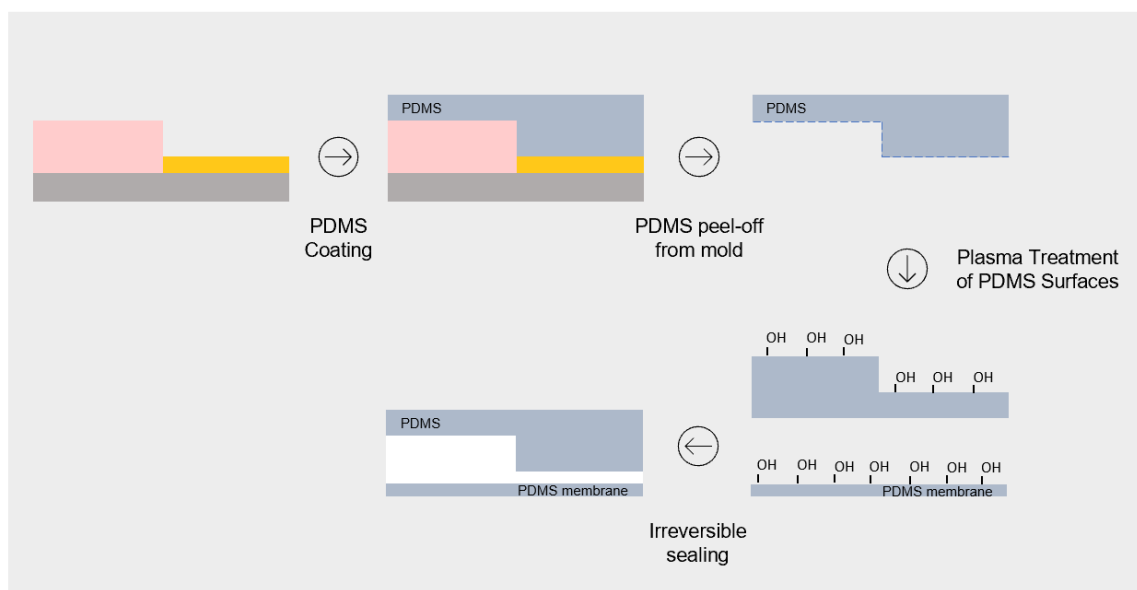 PDMS
PDMS
PDMS
Coating
PDMS peel-off
from mold
Plasma Treatment
of PDMS Surfaces
OH OH OH
OH OH OH
PDMS
OH OH OH OH OH OH OH
PDMS membrane
PDMS membrane
Irreversible
sealing